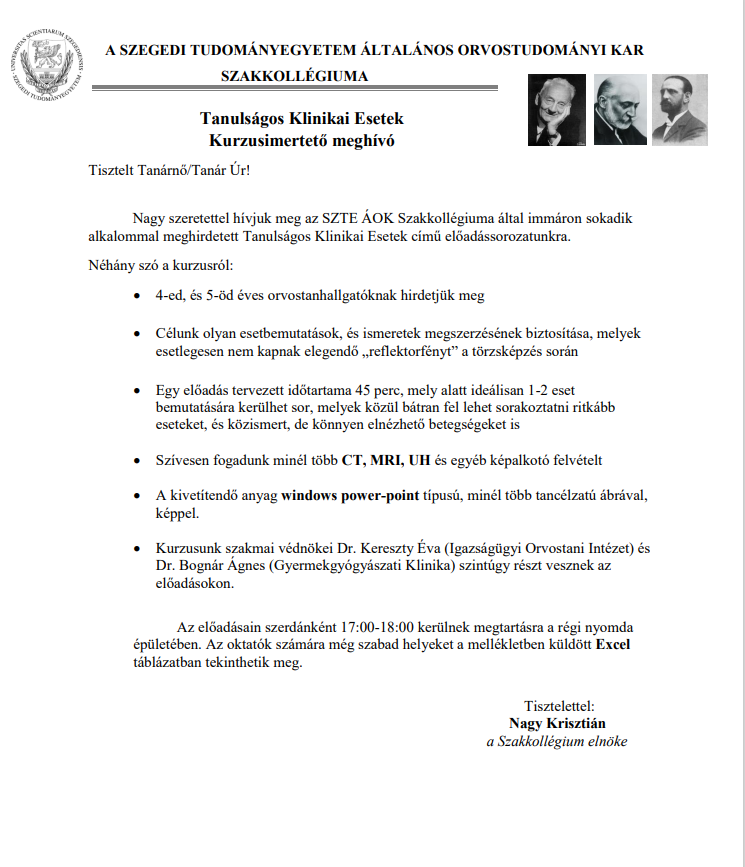 UNIVERSITAS SCIENTIARUM SZEGEDIENSIS
SZEGEDI TUDOMÁNYEGYETEM
A SZEGEDI TUDOMÁNYEGYETEM ÁLTALÁNOS ORVOSTUDOMÁNYI KAR
SZAKKOLLÉGIUMA
Tanulságos Klinikai Esetek
Kurzusimertető meghívó
Tisztelt Tanárnő/Tanár Úr!
Nagy szeretettel hívjuk meg az SZTE ÁOK Szakkollégiuma által immáron sokadik
alkalommal meghirdetett Tanulságos Klinikai Esetek című előadássorozatunkra.
Néhány szó a kurzusról:
• 4-ed, és 5-öd éves orvostanhallgatóknak hirdetjük meg
• Célunk olyan esetbemutatások, és ismeretek megszerzésének biztosítása, melyek
esetlegesen nem kapnak elegendő „reflektorfényt” a törzsképzés során
• Egy előadás tervezett időtartama 45 perc, mely alatt ideálisan 1-2 eset
bemutatására kerülhet sor, melyek közül bátran fel lehet sorakoztatni ritkább
eseteket, és közismert, de könnyen elnézhető betegségeket is
• Szívesen fogadunk minél több CT, MRI, UH és egyéb képalkotó felvételt
• A kivetítendő anyag windows power-point típusú, minél több tancélzatú ábrával,
képpel.
• Kurzusunk szakmai védnökei Dr. Kereszty Éva (Igazságügyi Orvostani Intézet) és
Dr. Bognár Ágnes (Gyermekgyógyászati Klinika) szintúgy részt vesznek az
előadásokon.
Az előadásain szerdánként 17:00-18:00 kerülnek megtartásra a régi nyomda
épületében. Az oktatók számára még szabad helyeket a mellékletben küldött Excel
táblázatban tekinthetik meg.
Tisztelettel:
Nagy Krisztián
a Szakkollégium elnöke